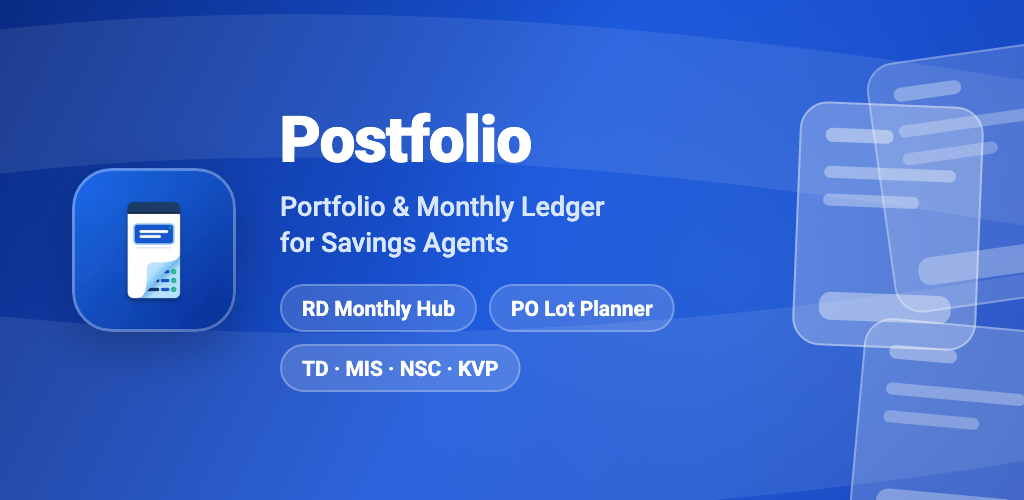 Postfolio
Portfolio & Monthly Ledger
for Savings Agents
RD Monthly Hub
PO Lot Planner
TD · MIS · NSC · KVP